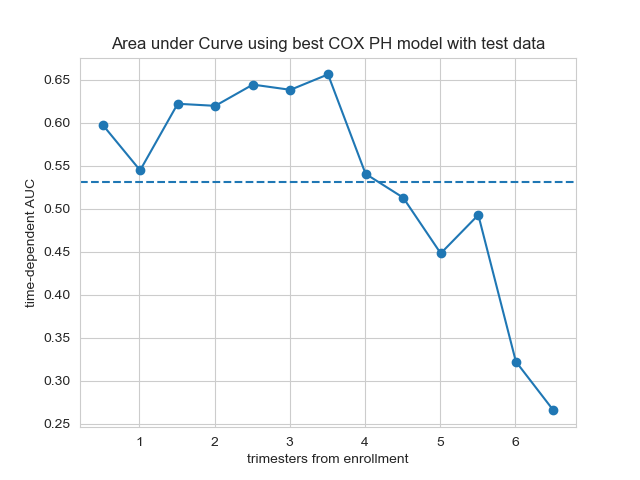 Area under Curve using best COX PH model with test data
0.65
0.60
0.55
0.50
0.45
0.40
0.35
0.30
0.25
time-dependent AUC
1 2 3 4 5 6
trimesters from enrollment